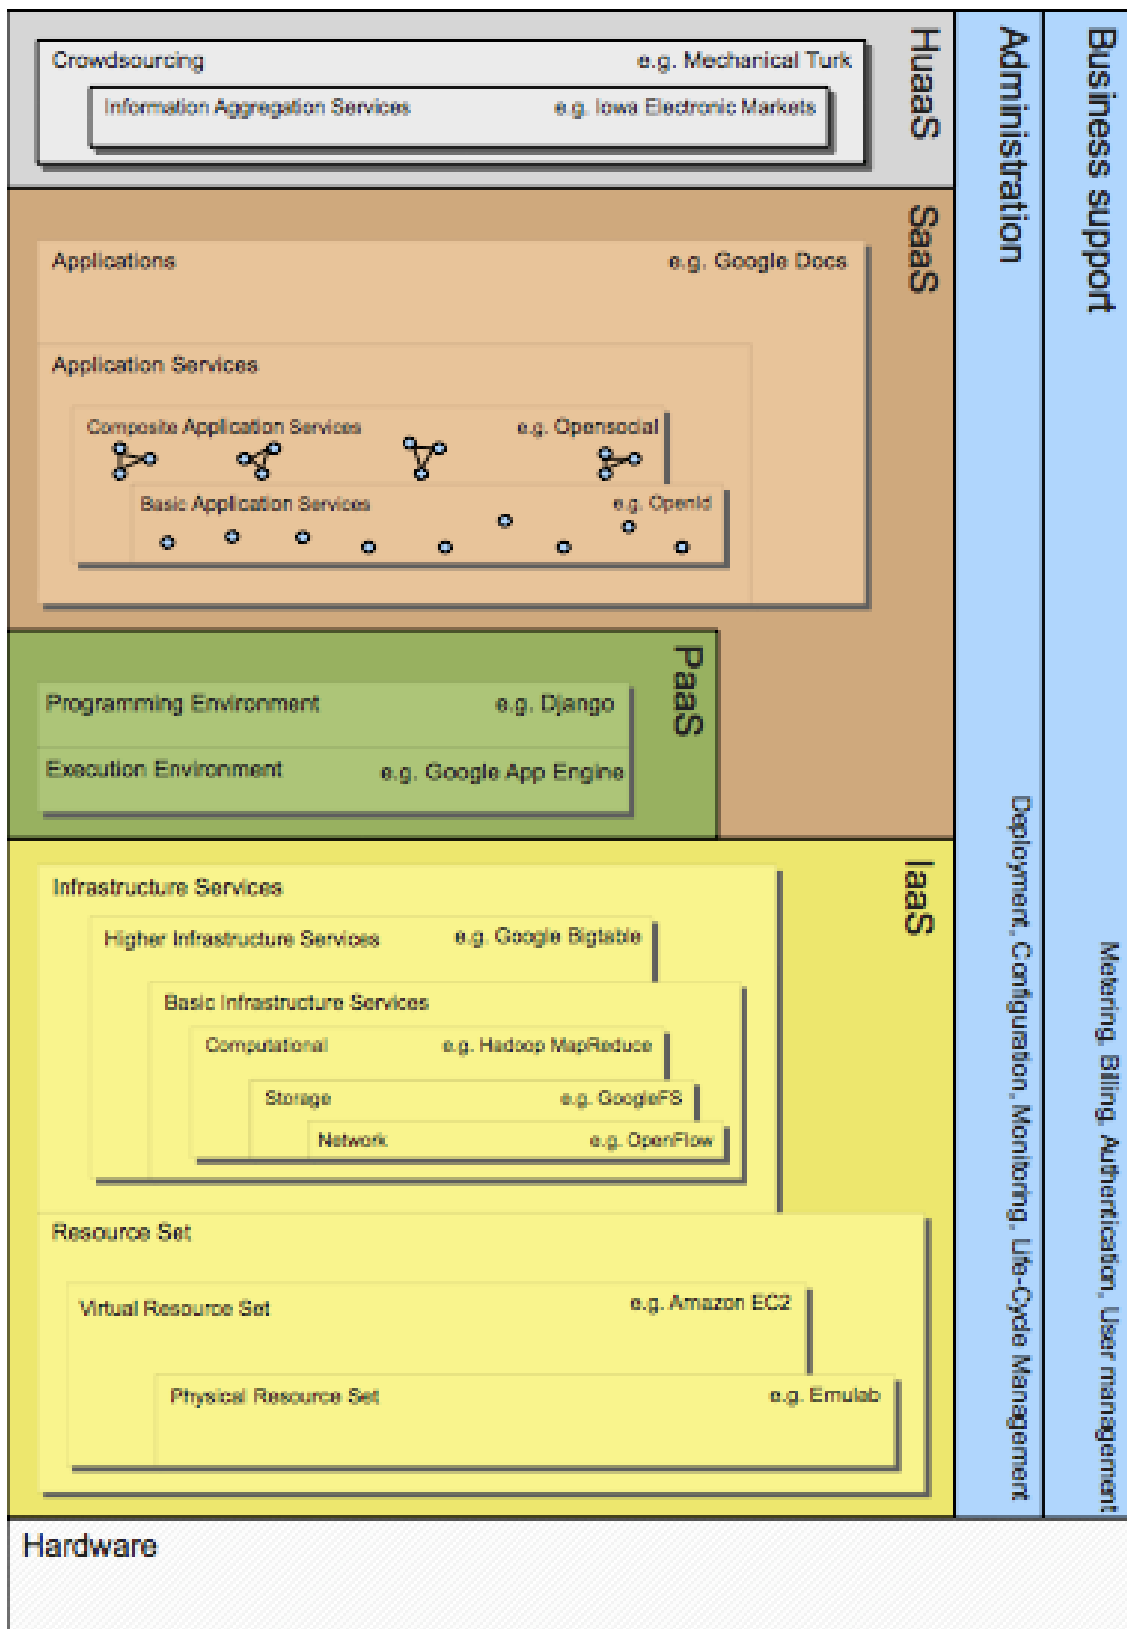 Crowdsourcing e.g. Mechanical Turk
Information Aggregation Services e.g. Iowa Electronic Markets
HuaaS
Applications e.g. Google Docs
Application Services
Composite Application Services e.g. Opensocial
Basic Application Services e.g. OpenId
SaaS
Programming Environment e.g. Django
Execution Environment e.g. Google App Engine
PaaS
Infrastructure Services
Higher Infrastructure Services e.g. Google Bigtable
Basic Infrastructure Services
Computational e.g. Hadoop MapReduce
Storage e.g. GoogleFS
Network e.g. OpenFlow
Resource Set
Virtual Resource Set e.g. Amazon EC2
Physical Resource Set e.g. Emulab
IaaS
Hardware
Administration
Deployment, Configuration, Monitoring, Life-Cycle Management
Business support
Metering, Billing, Authentication, User management